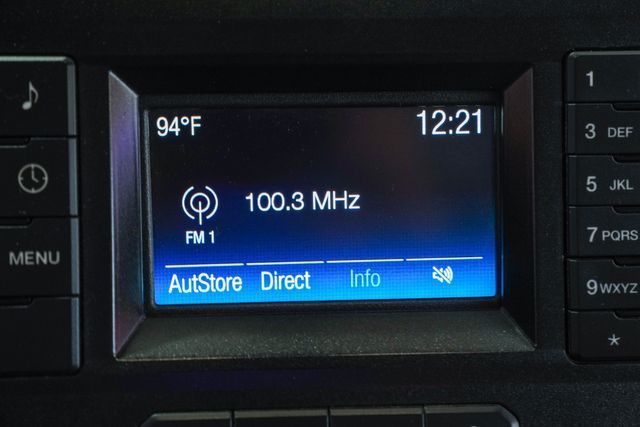 94°F 12:21
100.3 MHz
FM 1
AutStore Direct Info
MENU
1
3 DEF
5 JKL
7 PQRS
9 WXYZ
*